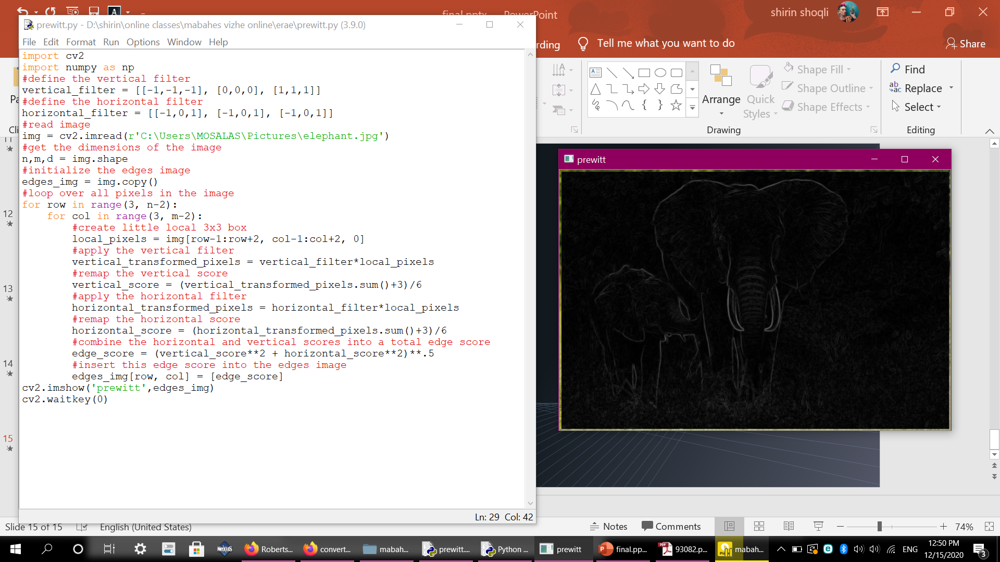 final.pptx PowerPoint
shirin shoqli
prewitt.py - D:\shirin\online classes\mabahes vizhe online\erae\prewitt.py (3.9.0)
File Edit Format Run Options Window Help
rding
Tell me what you want to do
Share
import cv2
import numpy as np
#define the vertical filter
vertical_filter = [[-1,-1,-1], [0,0,0], [1,1,1]]
#define the horizontal filter
horizontal_filter = [[-1,0,1], [-1,0,1], [-1,0,1]]
#read image
img = cv2.imread(r'C:\Users\MOSALAS\Pictures\elephant.jpg')
#get the dimensions of the image
n,m,d = img.shape
#initialize the edges image
edges_img = img.copy()
#loop over all pixels in the image
for row in range(3, n-2):
    for col in range(3, m-2):
        #create little local 3x3 box
        local_pixels = img[row-1:row+2, col-1:col+2, 0]
        #apply the vertical filter
        vertical_transformed_pixels = vertical_filter*local_pixels
        #remap the vertical score
        vertical_score = (vertical_transformed_pixels.sum()+3)/6
        #apply the horizontal filter
        horizontal_transformed_pixels = horizontal_filter*local_pixels
        #remap the horizontal score
        horizontal_score = (horizontal_transformed_pixels.sum()+3)/6
        #combine the horizontal and vertical scores into a total edge score
        edge_score = (vertical_score**2 + horizontal_score**2)**.5
        #insert this edge score into the edges image
        edges_img[row, col] = [edge_score]
cv2.imshow('prewitt',edges_img)
cv2.waitkey(0)
Ln: 29 Col: 42
Pa
Cli
11
12
13
14
15
Arrange
Quick
Styles
Shape Fill
Shape Outline
Shape Effects
Drawing
Find
Replace
Select
Editing
prewitt
Slide 15 of 15
English (United States)
Notes
Comments
74%
NEXUS
Roberts...
convert...
mabah...
prewitt....
Python ...
prewitt
final.pp...
93082.p...
mabah...
ENG
12:50 PM
12/15/2020
3